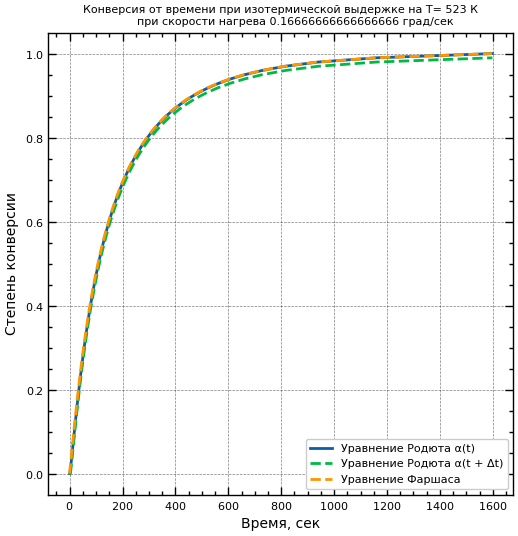 Конверсия от времени при изотермической выдержке на T= 523 К
при скорости нагрева 0.16666666666666666 град/сек
1.0
0.8
0.6
0.4
0.2
0.0
Степень конверсии
Уравнение Родюта α(t)
Уравнение Родюта α(t + Δt)
Уравнение Фаршаса
0 200 400 600 800 1000 1200 1400 1600
Время, сек